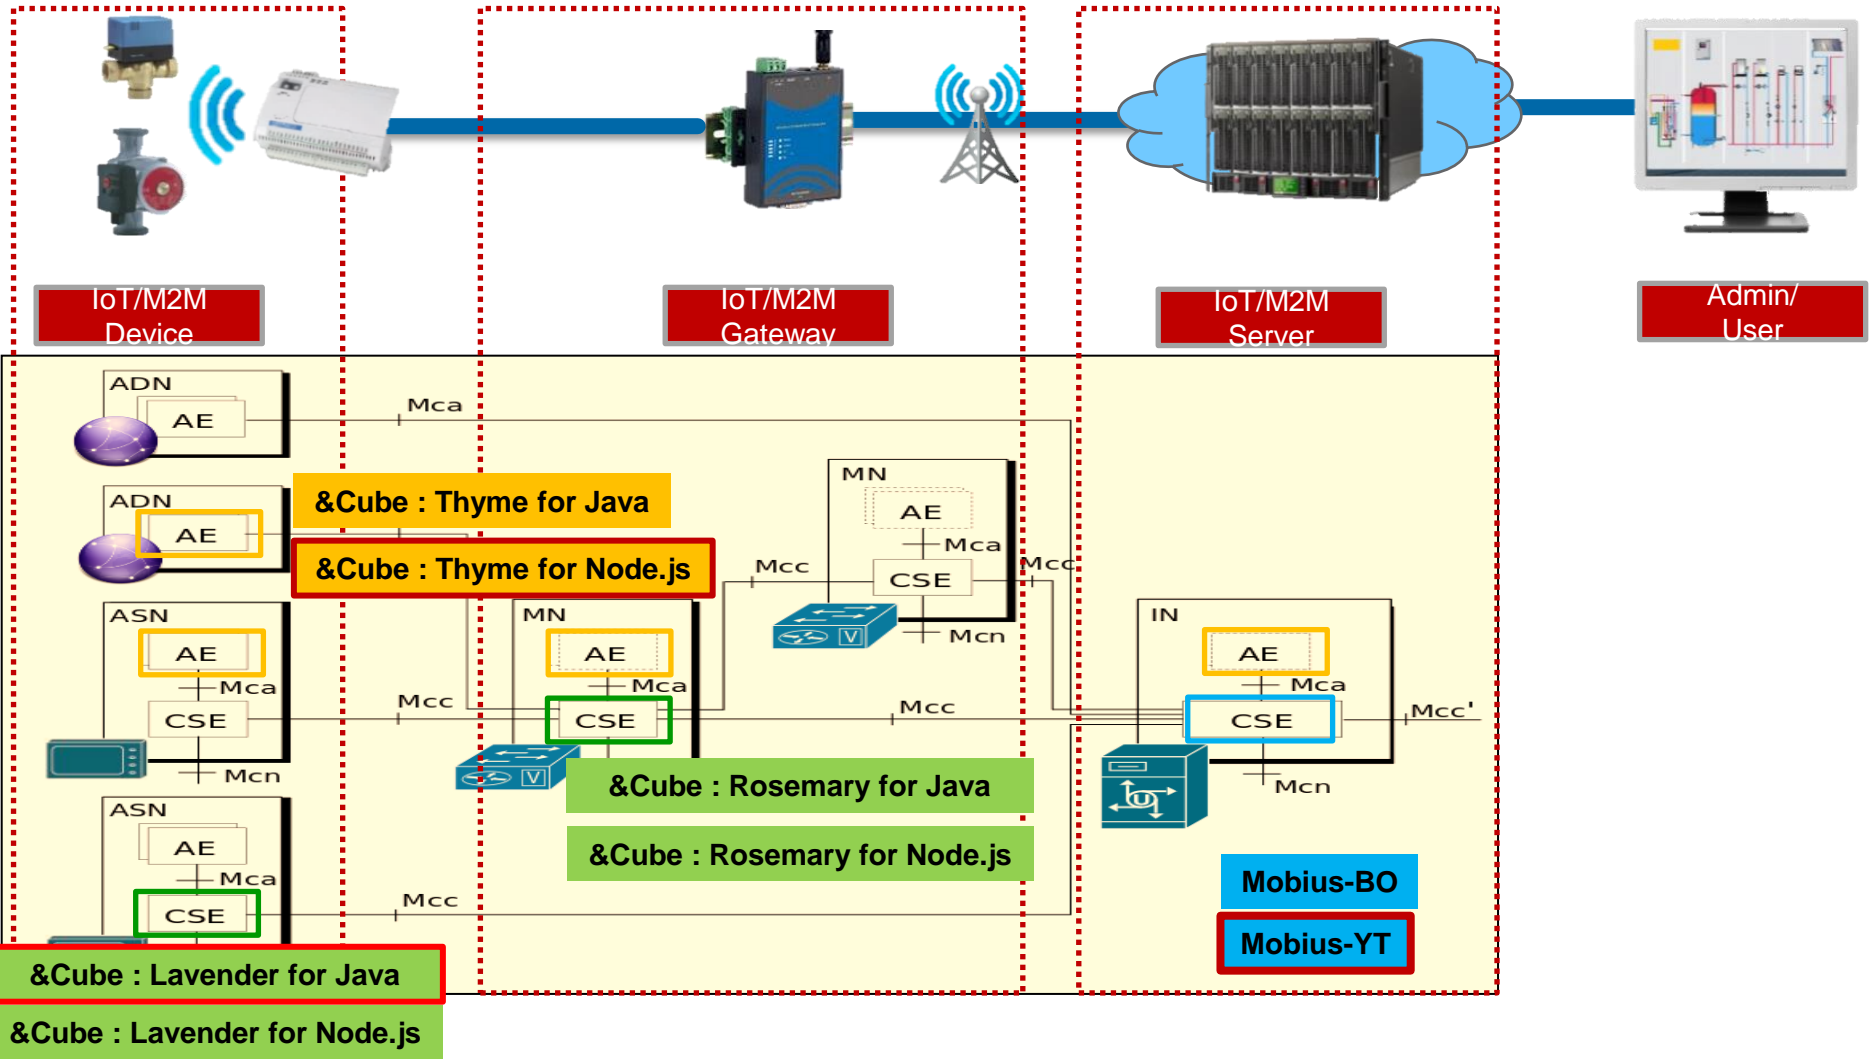 IoT/M2M
Device
IoT/M2M
Gateway
IoT/M2M
Server
Admin/
User
ADN
AE
Mca
ADN
AE
&Cube : Thyme for Java
&Cube : Thyme for Node.js
MN
AE
Mca
Mcc
CSE
Mcc
Mcn
ASN
AE
Mca
CSE
Mcc
Mcn
MN
AE
Mca
CSE
Mcc
V
V
IN
AE
Mca
CSE
Mcc'
Mcn
U
&Cube : Rosemary for Java
&Cube : Rosemary for Node.js
ASN
AE
Mca
CSE
Mcc
Mobius-BO
Mobius-YT
&Cube : Lavender for Java
&Cube : Lavender for Node.js